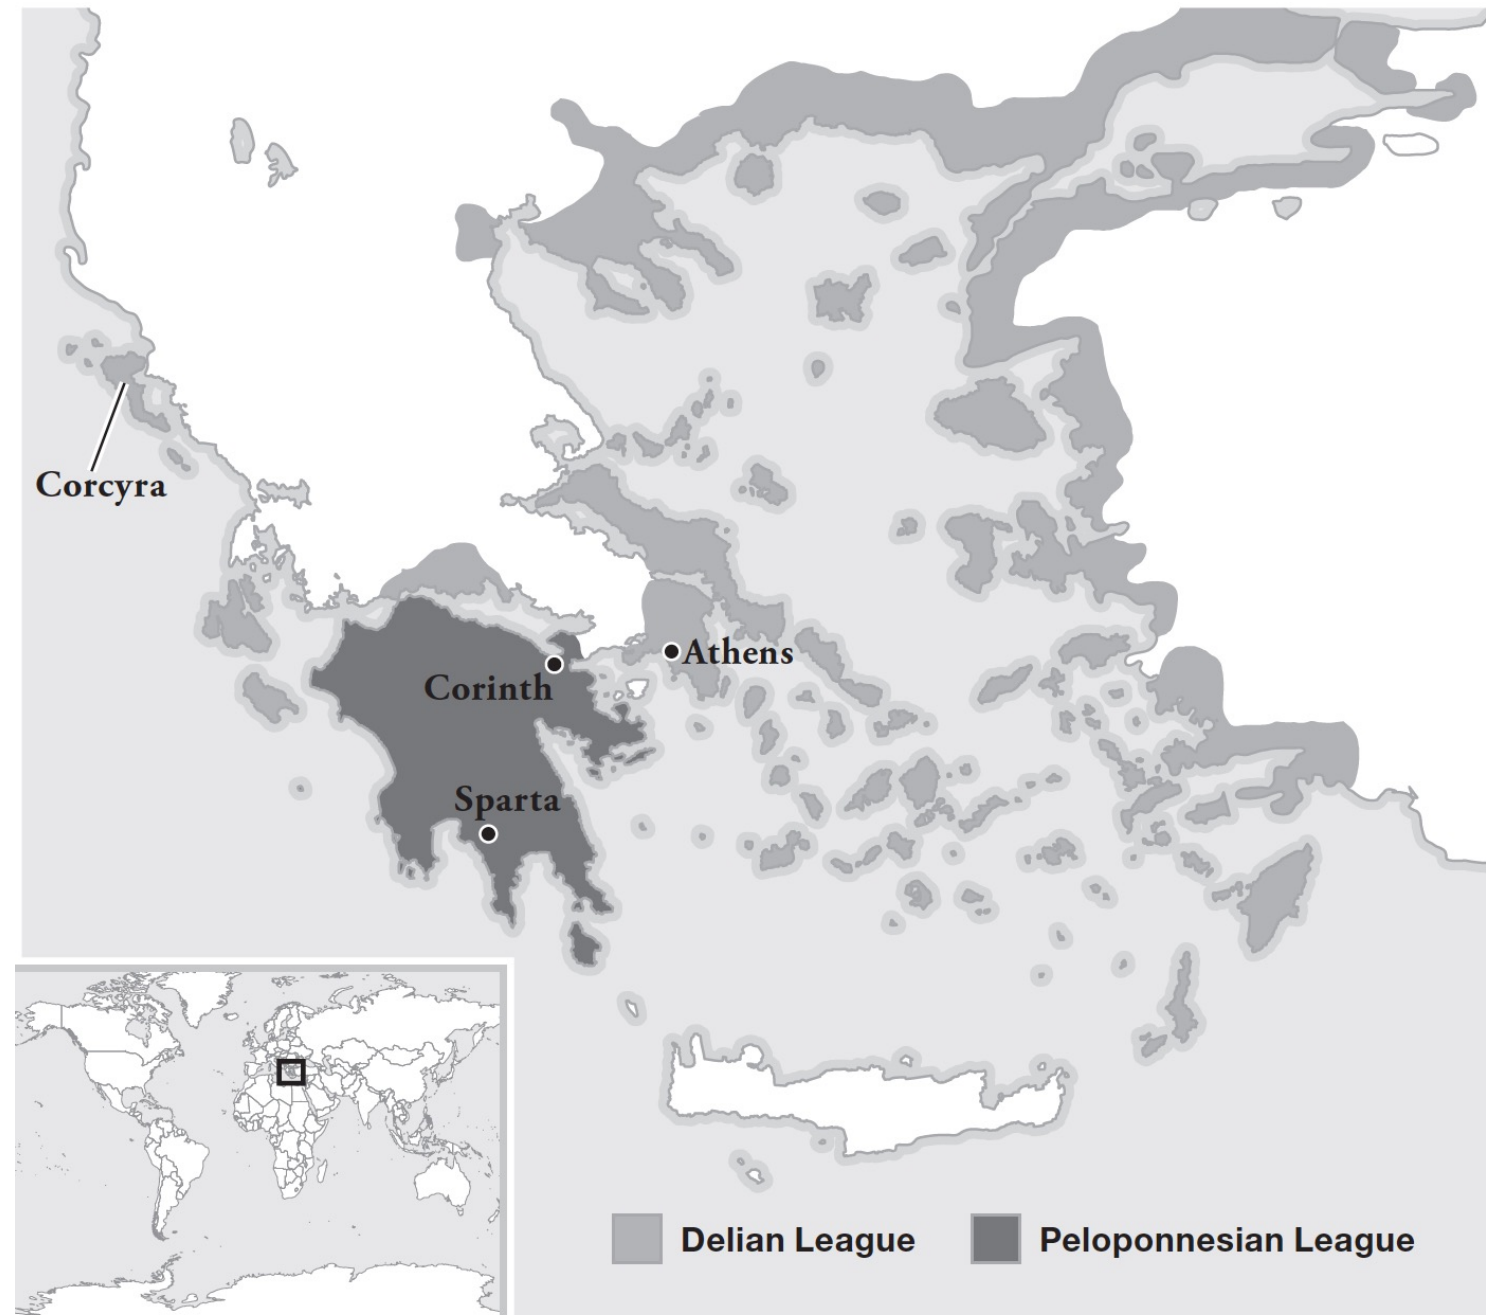 Corcyra
Athens
Corinth
Sparta
Delian League
Peloponnesian League